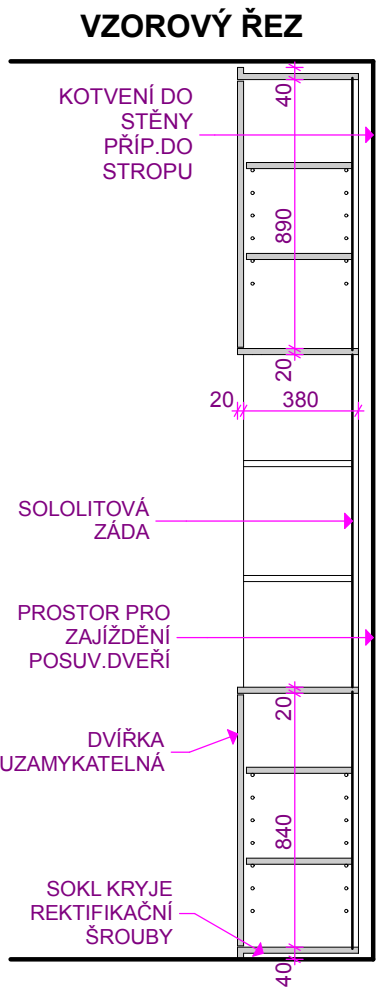 VZOROVÝ ŘEZ
40
KOTVENÍ DO
STĚNY
PŘÍP.DO
STROPU
890
20
20
380
SOLOLITOVÁ
ZÁDA
PROSTOR PRO
ZAJÍŽDĚNÍ
POSUV.DVEŘÍ
20
DVÍŘKA
UZAMYKATELNÁ
840
SOKL KRYJE
REKTIFIKAČNÍ
ŠROUBY
40